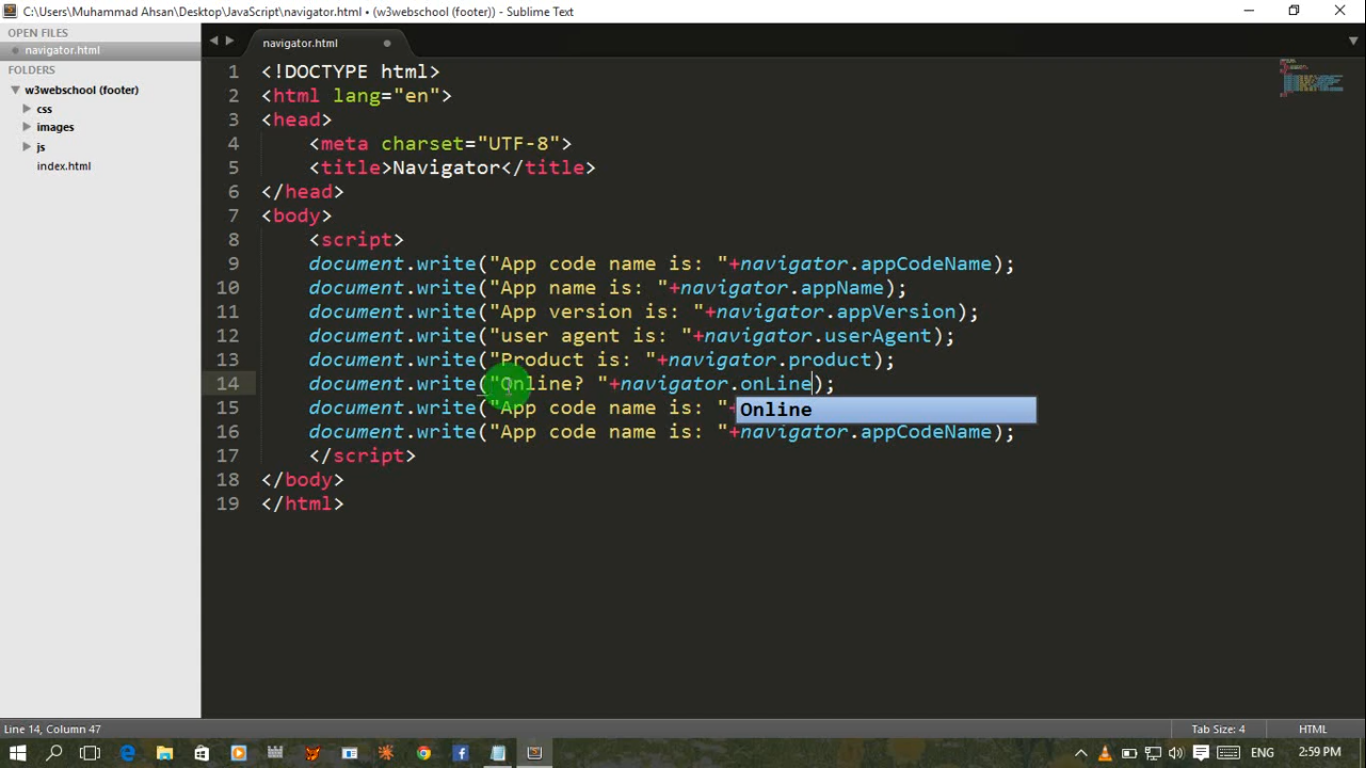 C:\Users\Muhammad Ahsan\Desktop\JavaScript\navigator.html • (w3webschool (footer)) - Sublime Text
OPEN FILES
navigator.html
FOLDERS
w3webschool (footer)
css
images
js
index.html
navigator.html
1 <!DOCTYPE html>
2 <html lang="en">
3 <head>
4 <meta charset="UTF-8">
5 <title>Navigator</title>
6 </head>
7 <body>
8 <script>
9 document.write("App code name is: "+navigator.appCodeName);
10 document.write("App name is: "+navigator.appName);
11 document.write("App version is: "+navigator.appVersion);
12 document.write("user agent is: "+navigator.userAgent);
13 document.write("Product is: "+navigator.product);
14 document.write("Online? "+navigator.onLine);
15 document.write("App code name is: "+
Online
16 document.write("App code name is: "+navigator.appCodeName);
17 </script>
18 </body>
19 </html>
Line 14, Column 47
Tab Size: 4
HTML
ENG
2:59 PM